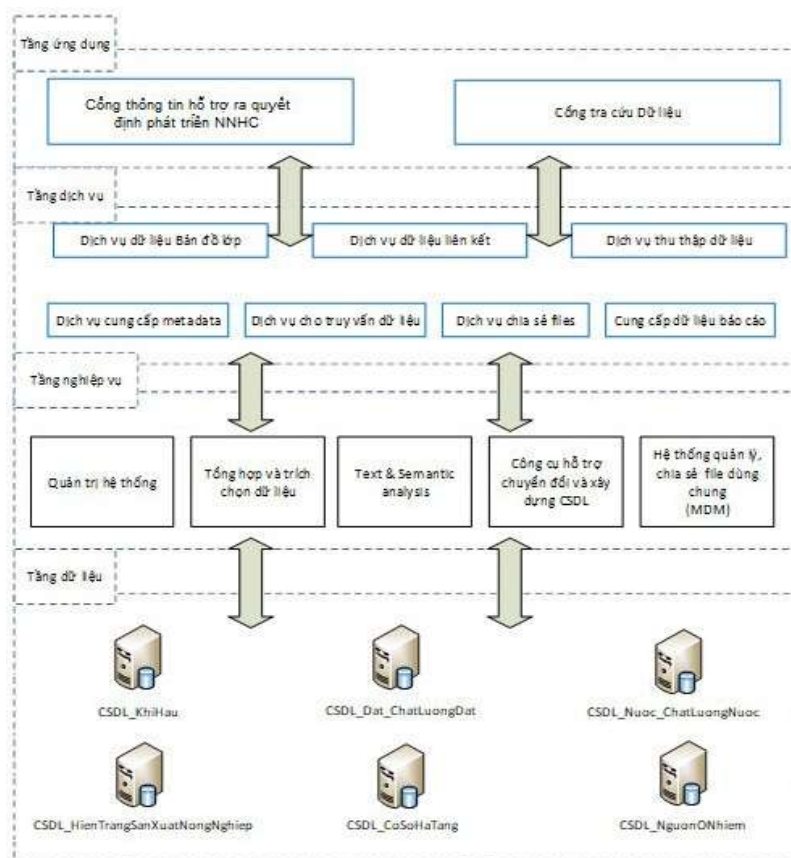 Tầng ứng dụng
Cổng thông tin hỗ trợ ra quyết
định phát triển NNHC
Cổng tra cứu Dữ liệu
Tầng dịch vụ
Dịch vụ dữ liệu Bản đồ lớp
Dịch vụ dữ liệu liên kết
Dịch vụ thu thập dữ liệu
Dịch vụ cung cấp metadata
Dịch vụ cho truy vấn dữ liệu
Dịch vụ chia sẻ files
Cung cấp dữ liệu báo cáo
Tầng nghiệp vụ
Quản trị hệ thống
Tổng hợp và trích
chọn dữ liệu
Text & Semantic
analysis
Công cụ hỗ trợ
chuyển đổi và xây
dựng CSDL
Hệ thống quản lý,
chia sẻ file dùng
chung
(MDM)
Tầng dữ liệu
CSDL_KhiHau
CSDL_Dat_ChatLuongDat
CSDL_Nuoc_ChatLuongNuoc
CSDL_HienTrangSanXuatNongNghiep
CSDL_CoSoHaTang
CSDL_NguonONhiem